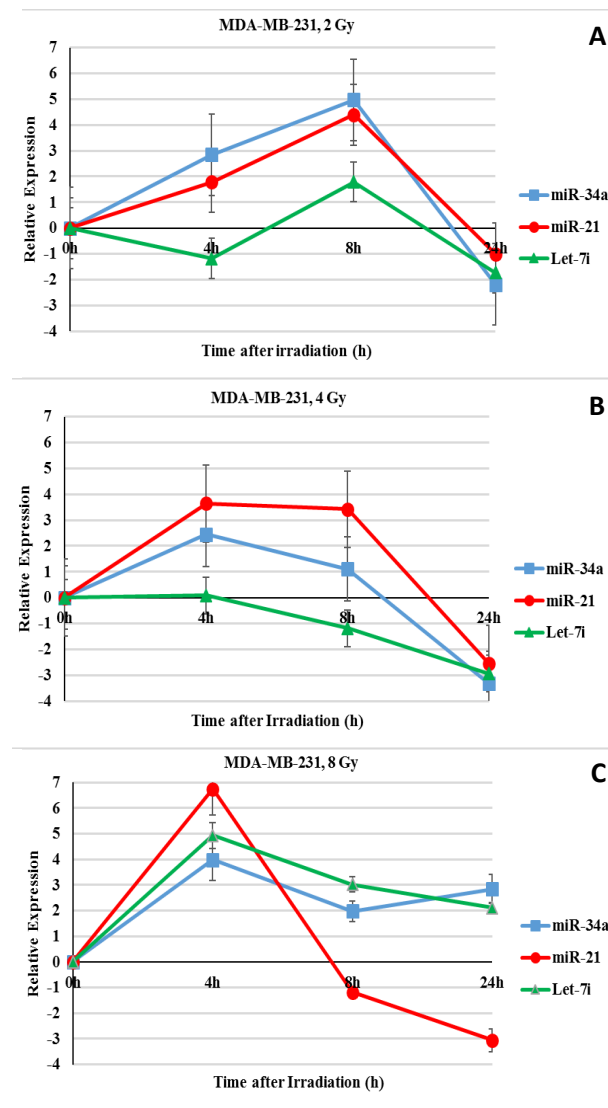 MDA-MB-231, 2 Gy
A
7
6
5
4
3
2
1
0
-1
-2
-3
-4
Relative Expression
0h
4h
8h
24h
miR-34a
miR-21
Let-7i
Time after irradiation (h)
MDA-MB-231, 4 Gy
B
7
6
5
4
3
2
1
0
-1
-2
-3
-4
Relative Expression
0h
4h
8h
24h
miR-34a
miR-21
Let-7i
Time after Irradiation (h)
MDA-MB-231, 8 Gy
C
7
6
5
4
3
2
1
0
-1
-2
-3
-4
Relative Expression
0h
4h
8h
24h
miR-34a
miR-21
Let-7i
Time after Irradiation (h)